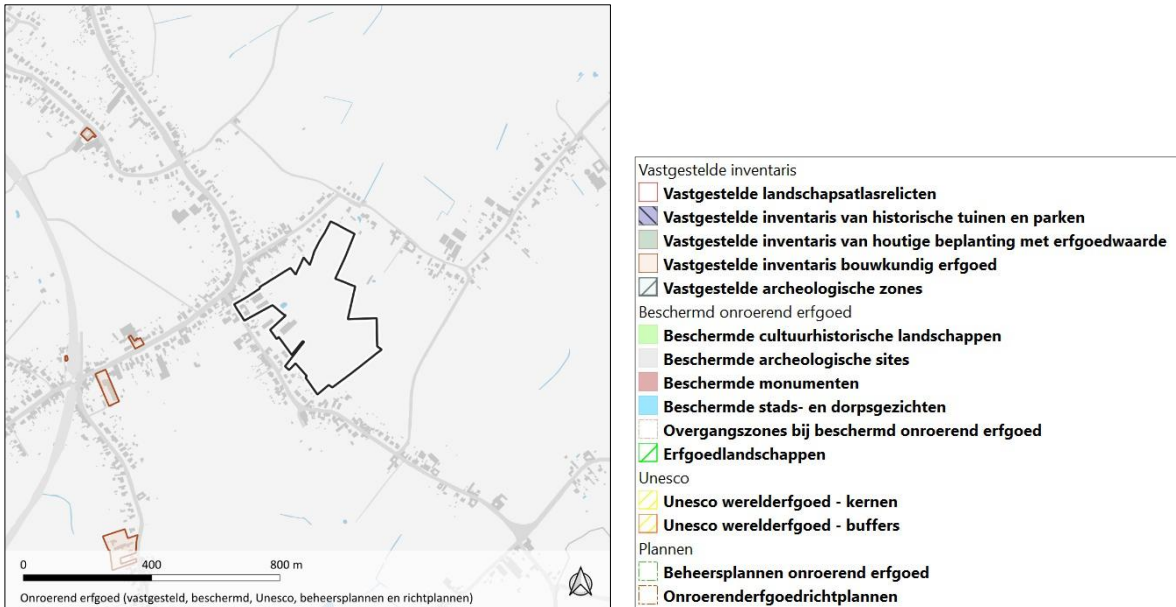 0 400 800 m
Onroerend erfgoed (vastgesteld, beschermd, Unesco, beheersplannen en richtplannen)
Vastgestelde inventaris
Vastgestelde landschapsatlasrelicten
Vastgestelde inventaris van historische tuinen en parken
Vastgestelde inventaris van houtige beplanting met erfgoedwaarde
Vastgestelde inventaris bouwkundig erfgoed
Vastgestelde archeologische zones
Beschermd onroerend erfgoed
Beschermde cultuurhistorische landschappen
Beschermde archeologische sites
Beschermde monumenten
Beschermde stads- en dorpsgezichten
Overgangszones bij beschermd onroerend erfgoed
Erfgoedlandschappen
Unesco
Unesco werelderfgoed - kernen
Unesco werelderfgoed - buffers
Plannen
Beheersplannen onroerend erfgoed
Onroerenderfgoedrichtplannen